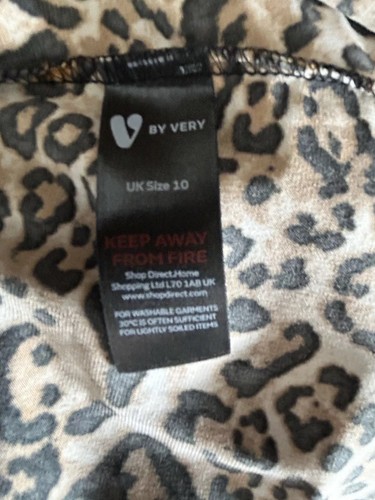 V BY VERY
UK Size 10
KEEP AWAY
FROM FIRE
Shop Direct.Home
Shopping Ltd L70 1AB UK
www.shopdirect.com
FOR WASHABLE GARMENTS
30°C IS OFTEN SUFFICIENT
FOR LIGHTLY SOILED ITEMS